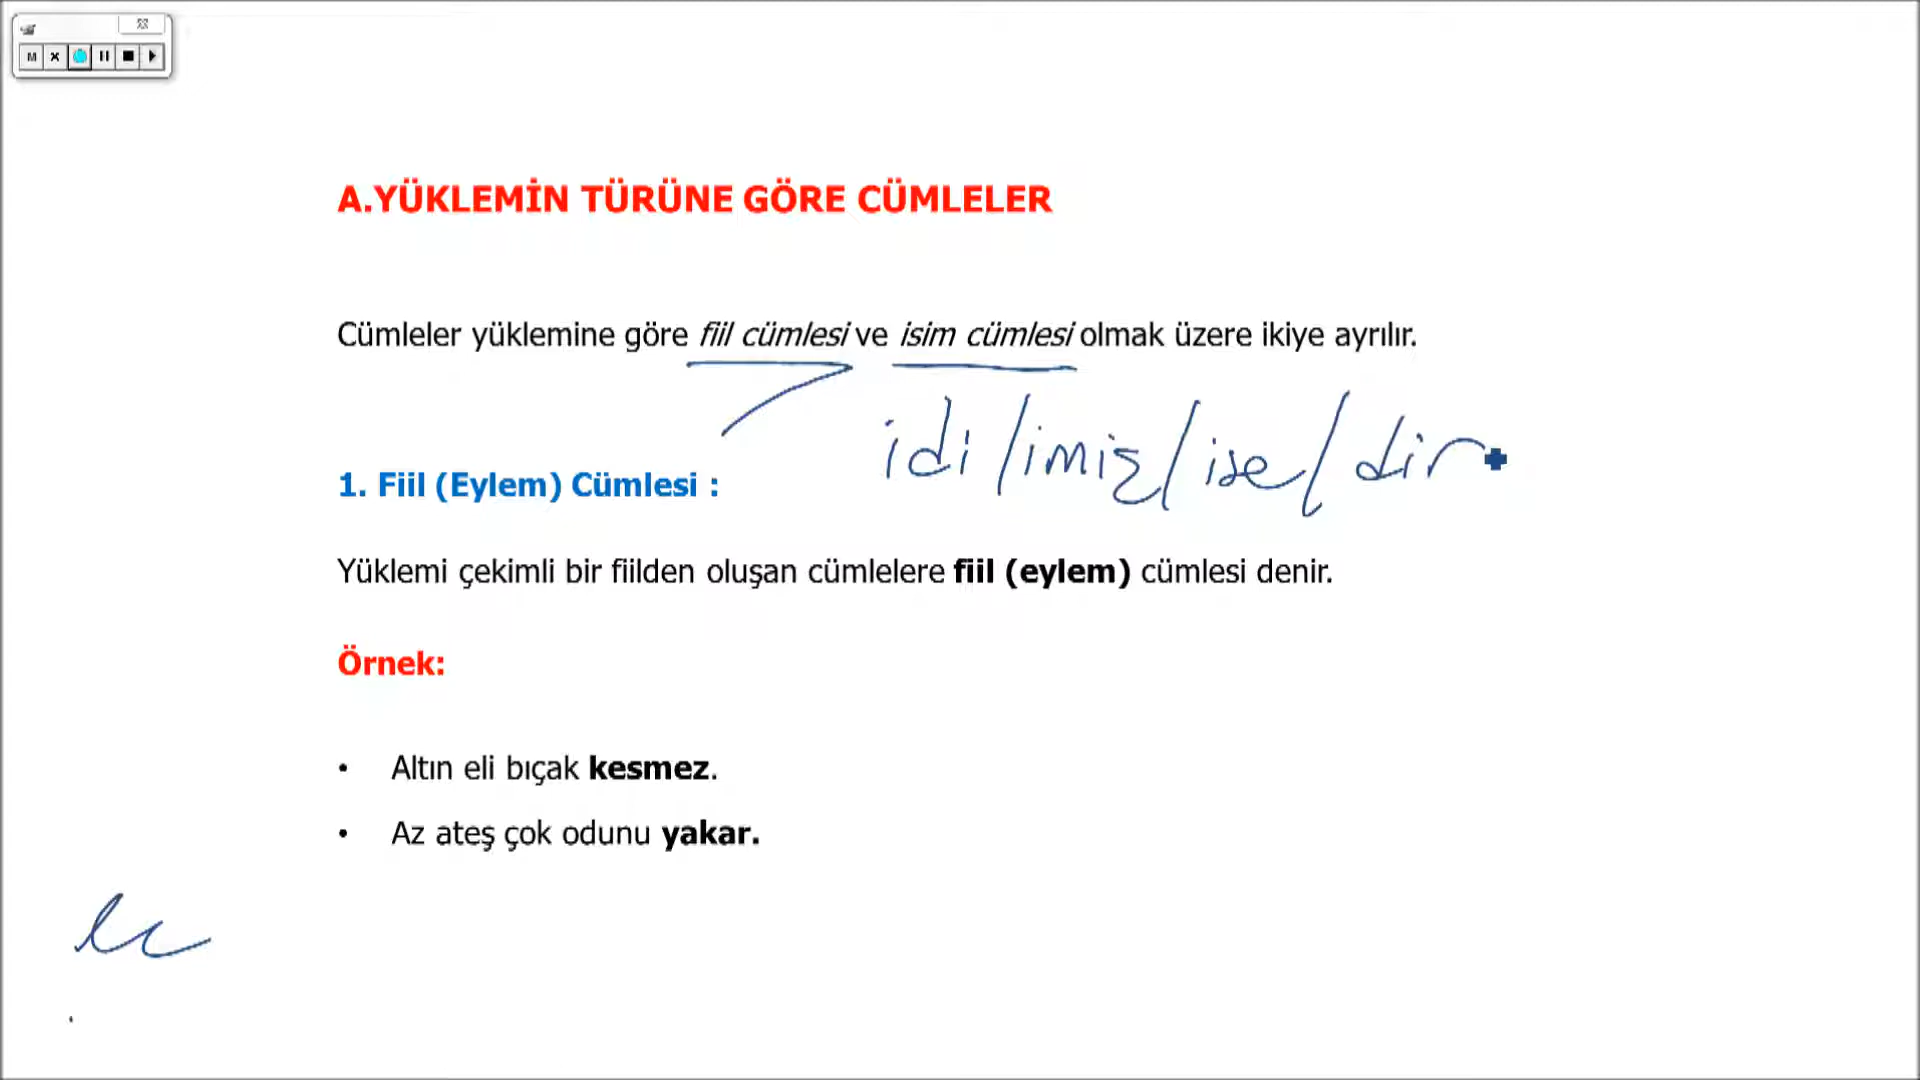 M
A.YÜKLEMİN TÜRÜNE GÖRE CÜMLELER
Cümleler yüklemine göre fiil cümlesi ve isim cümlesi olmak üzere ikiye ayrılır.
idi/imiş/ise/dir
1. Fiil (Eylem) Cümlesi :
Yüklemi çekimli bir fiilden oluşan cümlelere fiil (eylem) cümlesi denir.
Örnek:
• Altın eli bıçak kesmez.
• Az ateş çok odunu yakar.